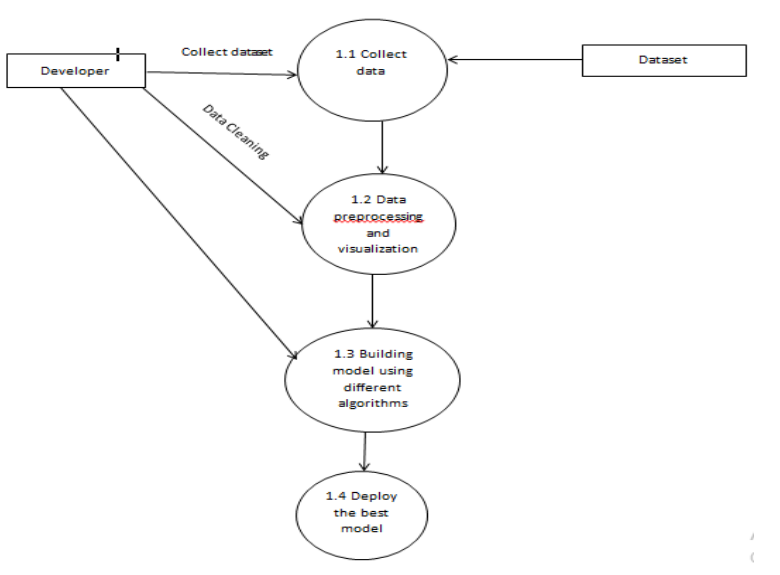 Collect dataset
1.1 Collect
data
Developer
Dataset
Data Cleaning
1.2 Data
preprocessing
and
visualization
1.3 Building
model using
different
algorithms
1.4 Deploy
the best
model